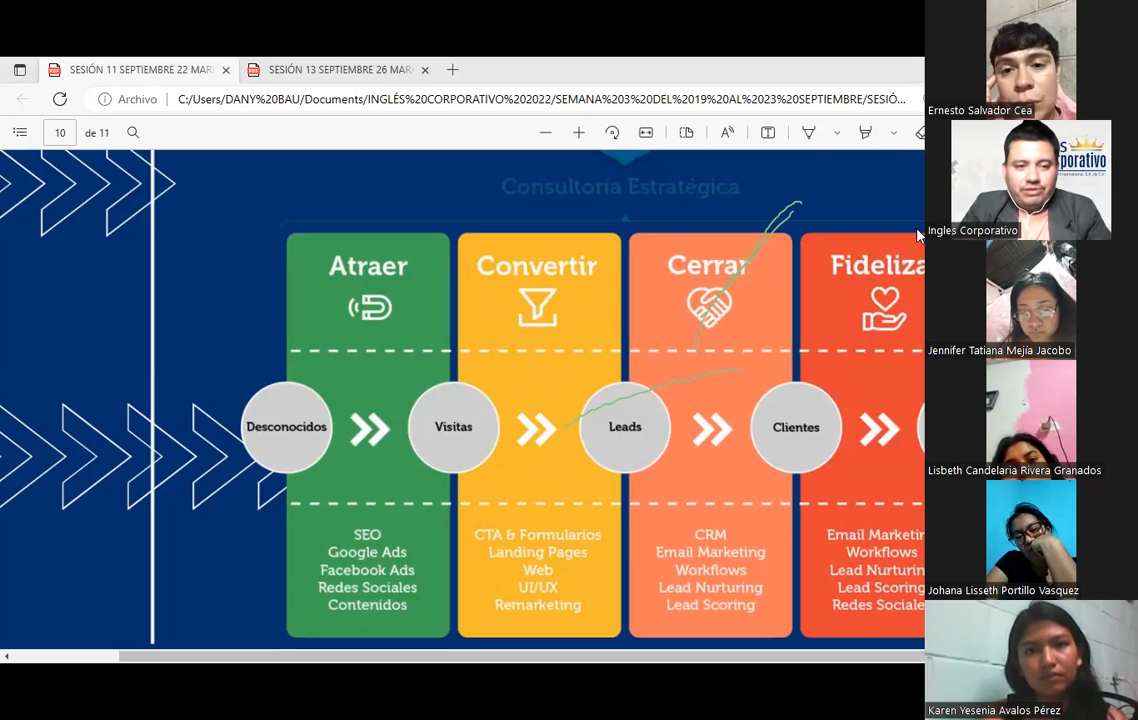 SESIÓN 11 SEPTIEMBRE 22 MAR
SESIÓN 13 SEPTIEMBRE 26 MAR
Archivo
C:/Users/DANY%20BAU/Documents/INGLÉS%20CORPORATIVO%202022/SEMANA%203%20DEL%2019%20AL%2023%20SEPTIEMBRE/SESIÓ...
10 de 11
Consultoría Estratégica
Atraer
Convertir
Cerrar
Fideliza
Desconocidos
Visitas
Leads
Clientes
SEO
Google Ads
Facebook Ads
Redes Sociales
Contenidos
CTA & Formularios
Landing Pages
Web
UI/UX
Remarketing
CRM
Email Marketing
Workflows
Lead Nurturing
Lead Scoring
Email Marketin
Workflows
Lead Nurturin
Lead Scoring
Redes Sociale
Ernesto Salvador Cea
S
porativo
Ingles Corporativo
Jennifer Tatiana Mejía Jacobo
Lisbeth Candelaria Rivera Granados
Johana Lisseth Portillo Vasquez
Karen Yesenia Avalos Pérez